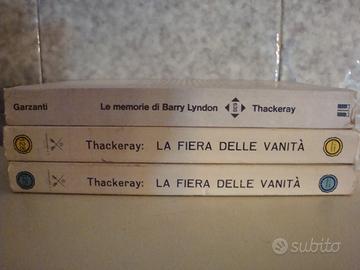 Garzanti Le memorie di Barry Lyndon Thackeray
Thackeray: LA FIERA DELLE VANITÀ
Thackeray: LA FIERA DELLE VANITÀ
subito